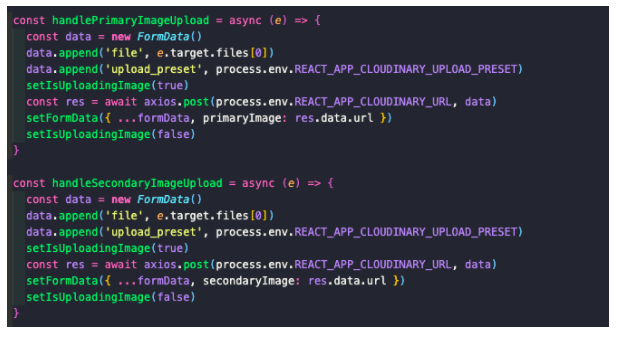 const handlePrimaryImageUpload = async (e) => {
  const data = new FormData()
  data.append('file', e.target.files[0])
  data.append('upload_preset', process.env.REACT_APP_CLOUDINARY_UPLOAD_PRESET)
  setIsUploadingImage(true)
  const res = await axios.post(process.env.REACT_APP_CLOUDINARY_URL, data)
  setFormData({ ...formData, primaryImage: res.data.url })
  setIsUploadingImage(false)
}
const handleSecondaryImageUpload = async (e) => {
  const data = new FormData()
  data.append('file', e.target.files[0])
  data.append('upload_preset', process.env.REACT_APP_CLOUDINARY_UPLOAD_PRESET)
  setIsUploadingImage(true)
  const res = await axios.post(process.env.REACT_APP_CLOUDINARY_URL, data)
  setFormData({ ...formData, secondaryImage: res.data.url })
  setIsUploadingImage(false)
}